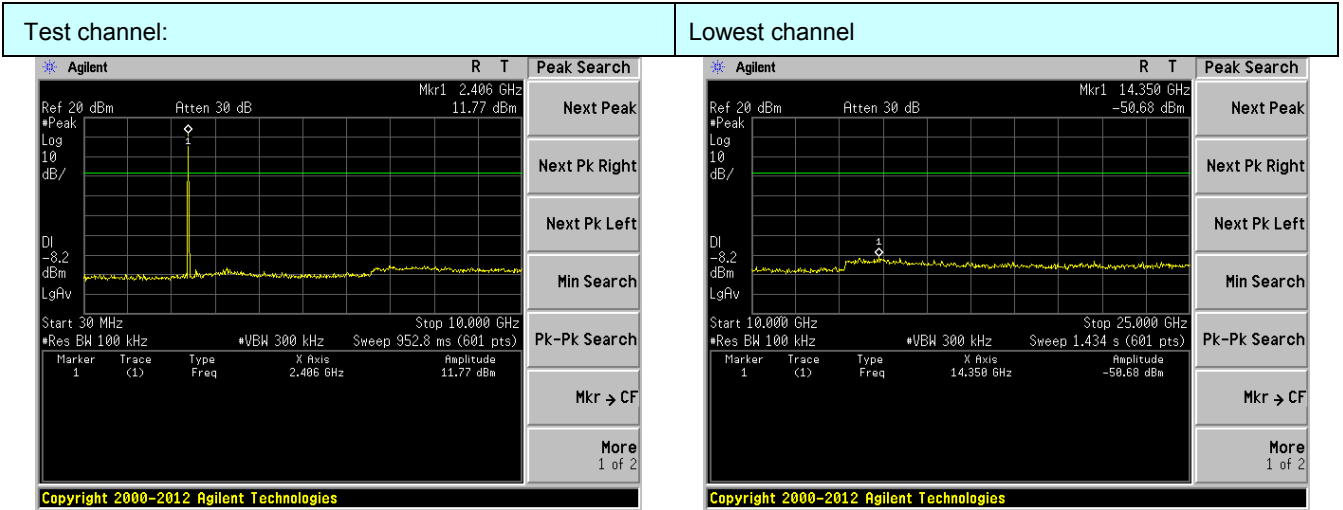 Test channel:
Lowest channel
Agilent
R T
Peak Search
Mkr1 2.406 GHz
Ref 20 dBm
Atten 30 dB
11.77 dBm
#Peak
Log
10
dB/
1
DI
-8.2
dBm
LgAv
Start 30 MHz
Stop 10.000 GHz
#Res BW 100 kHz
#VBW 300 kHz
Sweep 952.8 ms (601 pts)
Marker Trace Type X Axis Amplitude
1 (1) Freq 2.406 GHz 11.77 dBm
Next Peak
Next Pk Right
Next Pk Left
Min Search
Pk-Pk Search
Mkr → CF
More
1 of 2
Copyright 2000-2012 Agilent Technologies
Agilent
R T
Peak Search
Mkr1 14.350 GHz
Ref 20 dBm
Atten 30 dB
-50.68 dBm
#Peak
Log
10
dB/
1
DI
-8.2
dBm
LgAv
Start 10.000 GHz
Stop 25.000 GHz
#Res BW 100 kHz
#VBW 300 kHz
Sweep 1.434 s (601 pts)
Marker Trace Type X Axis Amplitude
1 (1) Freq 14.350 GHz -50.68 dBm
Next Peak
Next Pk Right
Next Pk Left
Min Search
Pk-Pk Search
Mkr → CF
More
1 of 2
Copyright 2000-2012 Agilent Technologies